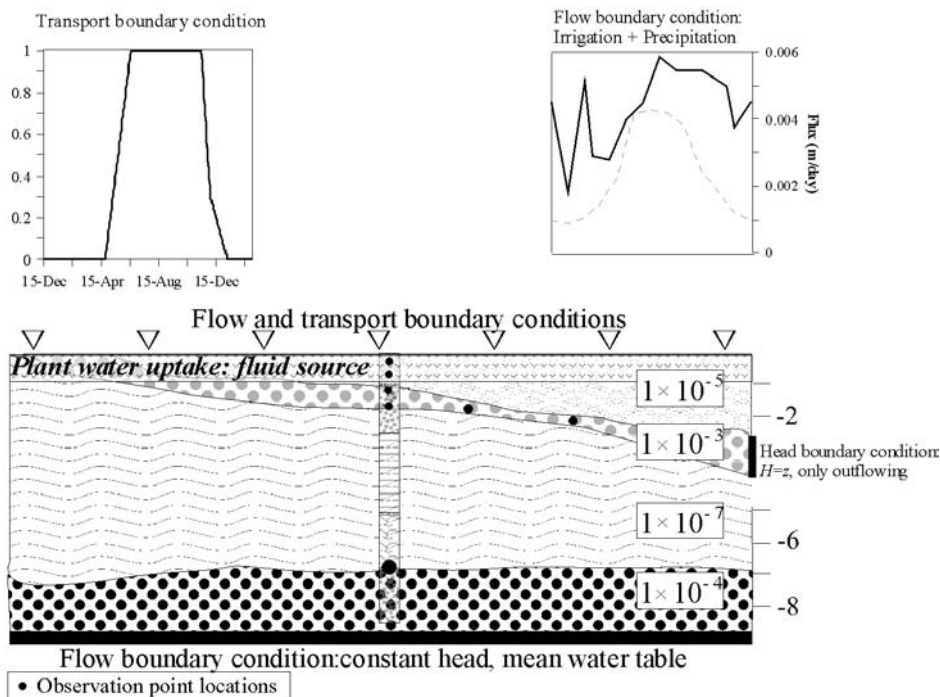 Transport boundary condition
1
0.8
0.6
0.4
0.2
0
15-Dec 15-Apr 15-Aug 15-Dec
Flow boundary condition:
Irrigation + Precipitation
0.006
0.004
0.002
0
Flux (m/day)
Flow and transport boundary conditions
Plant water uptake: fluid source
1 × 10⁻⁵
-2
1 × 10⁻³
Head boundary condition:
H=z, only outflowing
1 × 10⁻⁷
-6
1 × 10⁻⁴
-8
Flow boundary condition:constant head, mean water table
• Observation point locations